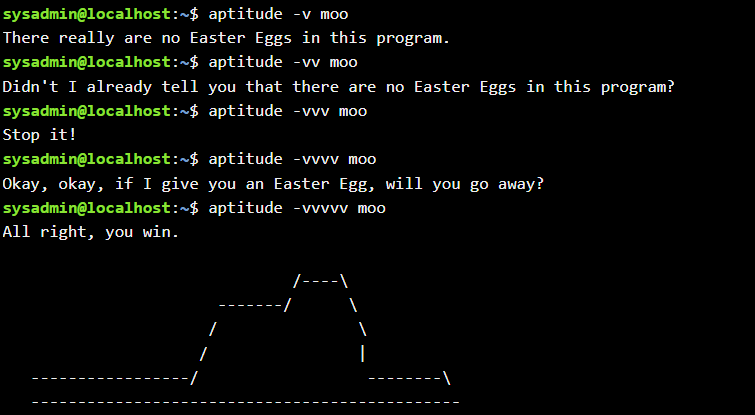 sysadmin@localhost:~$ aptitude -v moo
There really are no Easter Eggs in this program.
sysadmin@localhost:~$ aptitude -vv moo
Didn't I already tell you that there are no Easter Eggs in this program?
sysadmin@localhost:~$ aptitude -vvv moo
Stop it!
sysadmin@localhost:~$ aptitude -vvvv moo
Okay, okay, if I give you an Easter Egg, will you go away?
sysadmin@localhost:~$ aptitude -vvvvv moo
All right, you win.

                               /----\
                       -------/      \
                      /               \
                     /                |
   -----------------/                  --------\
   ----------------------------------------------